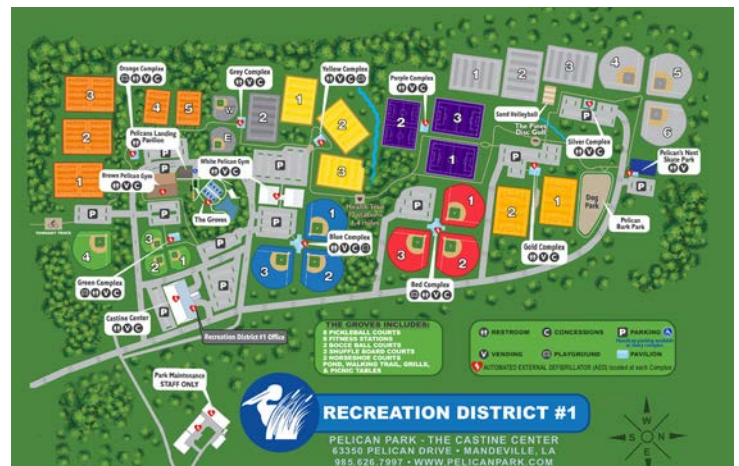 Orange Complex
V C
Pelicans Landing
Pavilion
Brown Pelican Gym
V C
Grey Complex
V C
White Pelican Gym
V C
Yellow Complex
V C
Purple Complex
V C
Sand Volleyball
The Pines
Disc Golf
Silver Complex
V C
Pelican's Nest
Skate Park
V
Dog
Park
Pelican
Bark Park
Gold Complex
V C
Red Complex
V C
Blue Complex
V C
Health Trail
The Groves
Green Complex
V C
Castine Center
V C
Recreation District #1 Office
Park Maintenance
STAFF ONLY
TAMMANY TRACE
3
2
1
4
5
W
E
2
1
2
3
2
3
1
1
2
3
4
5
6
2
1
1
3
2
1
3
2
4
3
2
1
P
THE GROVES INCLUDES:
8 PICKLEBALL COURTS
8 FITNESS STATIONS
2 BOCCE BALL COURTS
2 SHUFFLE BOARD COURTS
2 HORSESHOE COURTS
POND, WALKING TRAIL, GRILLS,
& PICNIC TABLES
RESTROOM
C CONCESSIONS
P PARKING
V VENDING
PLAYGROUND
PAVILION
AUTOMATED EXTERNAL DEFIBRILLATOR (AED) located at each Complex
RECREATION DISTRICT #1
PELICAN PARK - THE CASTINE CENTER
63350 PELICAN DRIVE • MANDEVILLE, LA
985.626.7997 • WWW.PELICANPARK.COM
W
S N
E